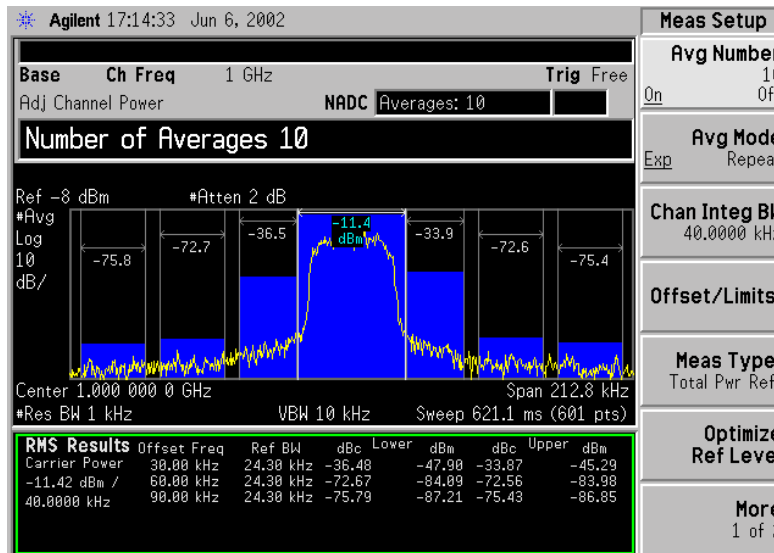 Agilent 17:14:33 Jun 6, 2002
Meas Setup
Base Ch Freq 1 GHz Trig Free
Adj Channel Power NADC Averages: 10
Number of Averages 10
Ref -8 dBm #Atten 2 dB
#Avg
Log
10
dB/
-75.8
-72.7
-36.5
-11.4
dBm
-33.9
-72.6
-75.4
Center 1.000 000 0 GHz Span 212.8 kHz
#Res BW 1 kHz VBW 10 kHz Sweep 621.1 ms (601 pts)
RMS Results Offset Freq Ref BW dBc Lower dBm dBc Upper dBm
Carrier Power 30.00 kHz 24.30 kHz -36.48 -47.90 -33.87 -45.29
-11.42 dBm / 60.00 kHz 24.30 kHz -72.67 -84.09 -72.56 -83.98
40.0000 kHz 90.00 kHz 24.30 kHz -75.79 -87.21 -75.43 -86.85
Avg Number
On
Avg Mode
Exp Repea
Chan Integ
40.0000 kHz
Offset/Limits
Meas Type
Total Pwr Ref
Optimize
Ref Leve
More
1 of